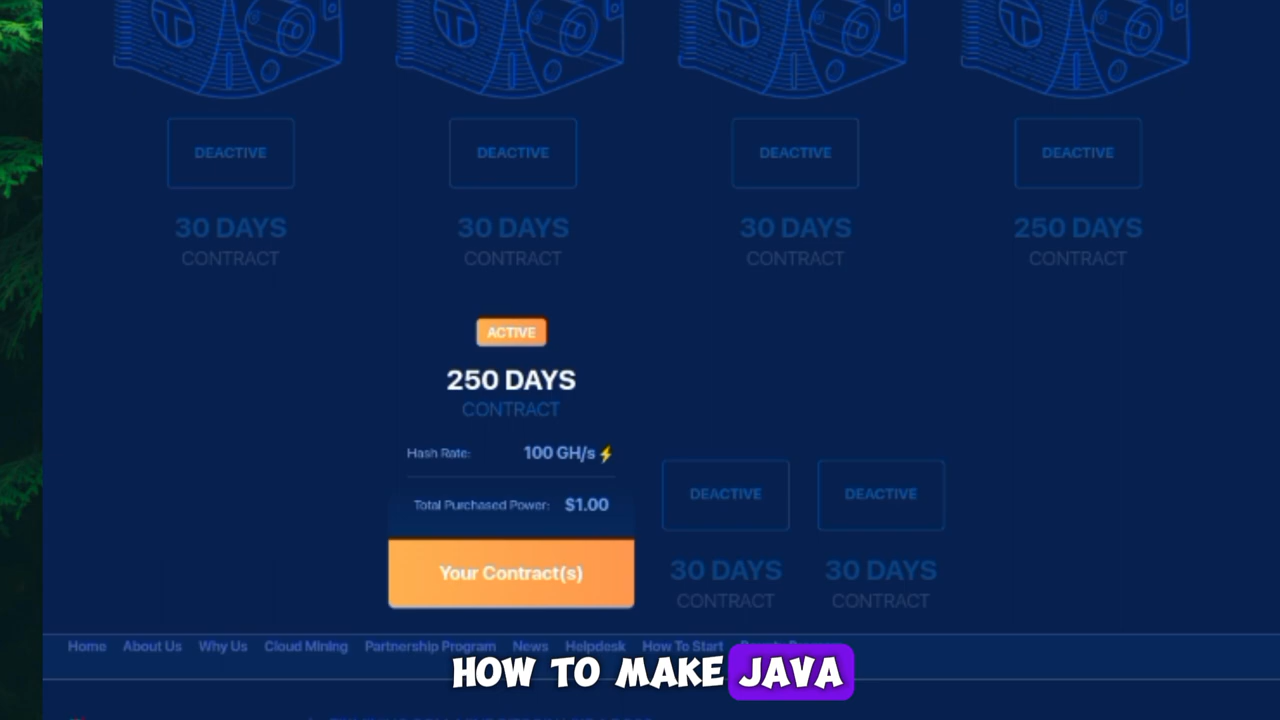 DEACTIVE DEACTIVE DEACTIVE DEACTIVE
30 DAYS 30 DAYS 30 DAYS 250 DAYS
CONTRACT CONTRACT CONTRACT CONTRACT
ACTIVE
250 DAYS
CONTRACT
Hash Rate: 100 GH/s⚡
Total Purchased Power: $1.00
Your Contract(s)
DEACTIVE DEACTIVE
30 DAYS 30 DAYS
CONTRACT CONTRACT
Home About Us Why Us Cloud Mining Partnership Program News Helpdesk How To Start
HOW TO MAKE JAVA